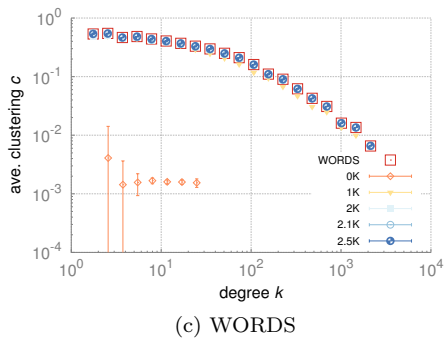 ave. clustering c
10^0
10^-1
10^-2
10^-3
10^-4
WORDS
0K
1K
2K
2.1K
2.5K
10^0 10^1 10^2 10^3 10^4
degree k
(c) WORDS